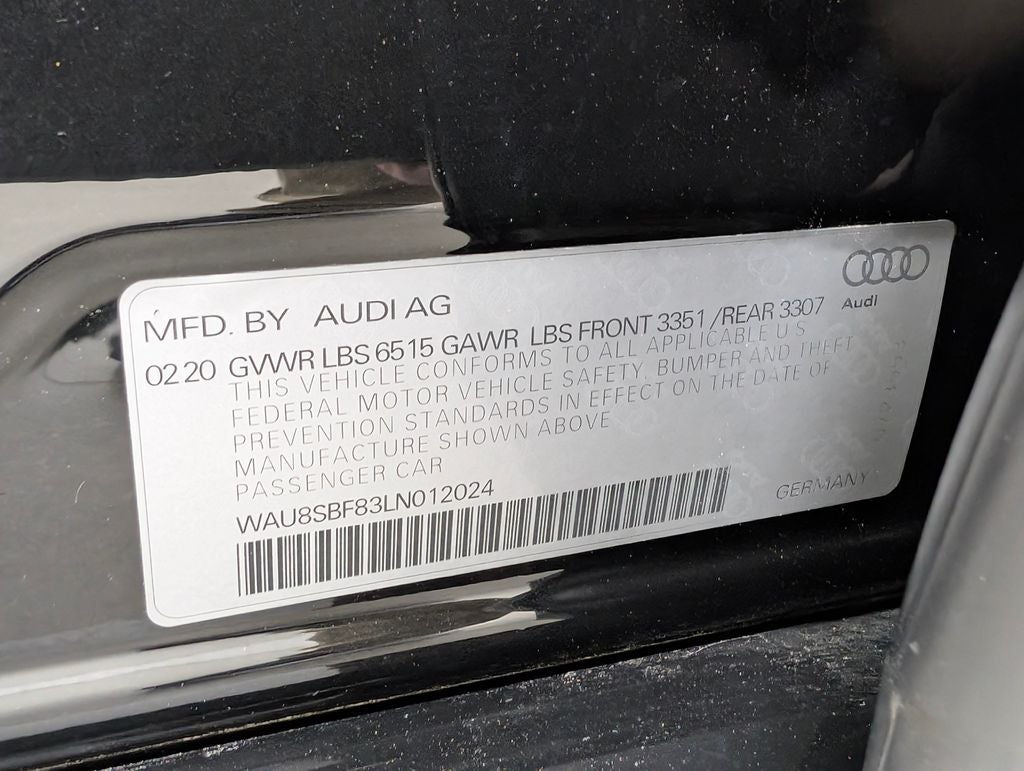 MFD. BY AUDI AG
Audi
02 20 GVWR LBS 6515 GAWR LBS FRONT 3351 /REAR 3307
THIS VEHICLE CONFORMS TO ALL APPLICABLE U S
FEDERAL MOTOR VEHICLE SAFETY, BUMPER AND THEFT
PREVENTION STANDARDS IN EFFECT ON THE DATE OF
MANUFACTURE SHOWN ABOVE
PASSENGER CAR
WAU8SBF83LN012024
GERMANY